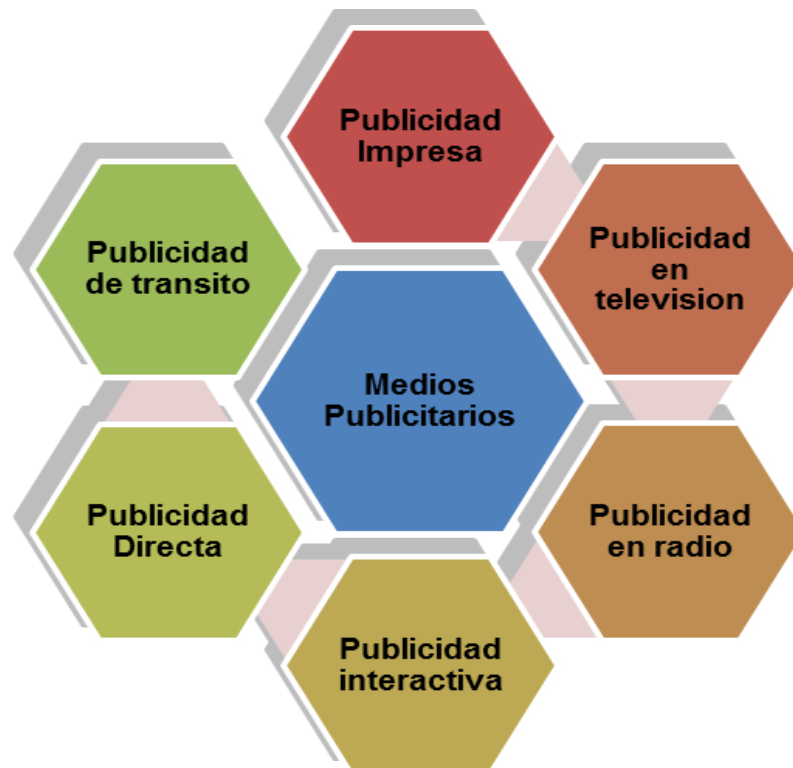 Publicidad
Impresa
Publicidad
en
television
Publicidad
en radio
Publicidad
interactiva
Publicidad
Directa
Publicidad
de transito
Medios
Publicitarios